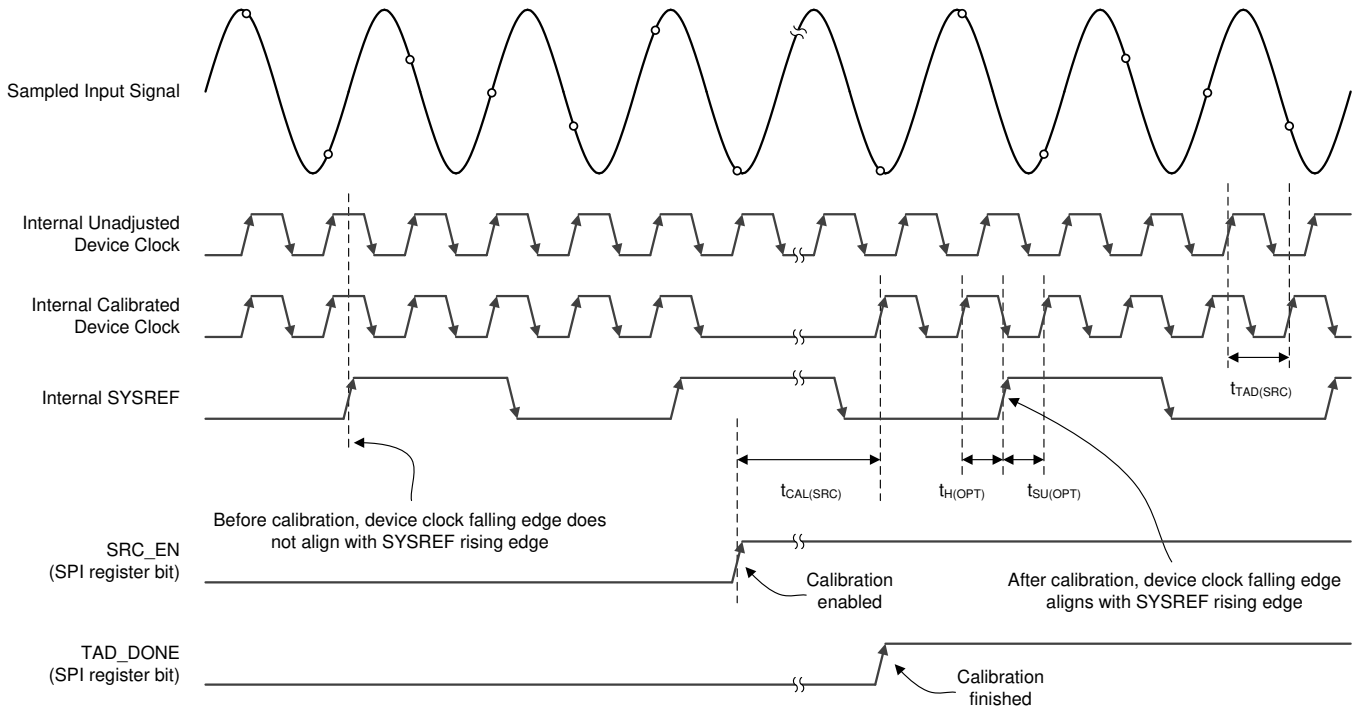 Sampled Input Signal
Internal Unadjusted
Device Clock
Internal Calibrated
Device Clock
Internal SYSREF
tTAD(SRC)
tCAL(SRC)
tH(OPT)
tSU(OPT)
Before calibration, device clock falling edge does
not align with SYSREF rising edge
SRC_EN
(SPI register bit)
Calibration
enabled
After calibration, device clock falling edge
aligns with SYSREF rising edge
TAD_DONE
(SPI register bit)
Calibration
finished